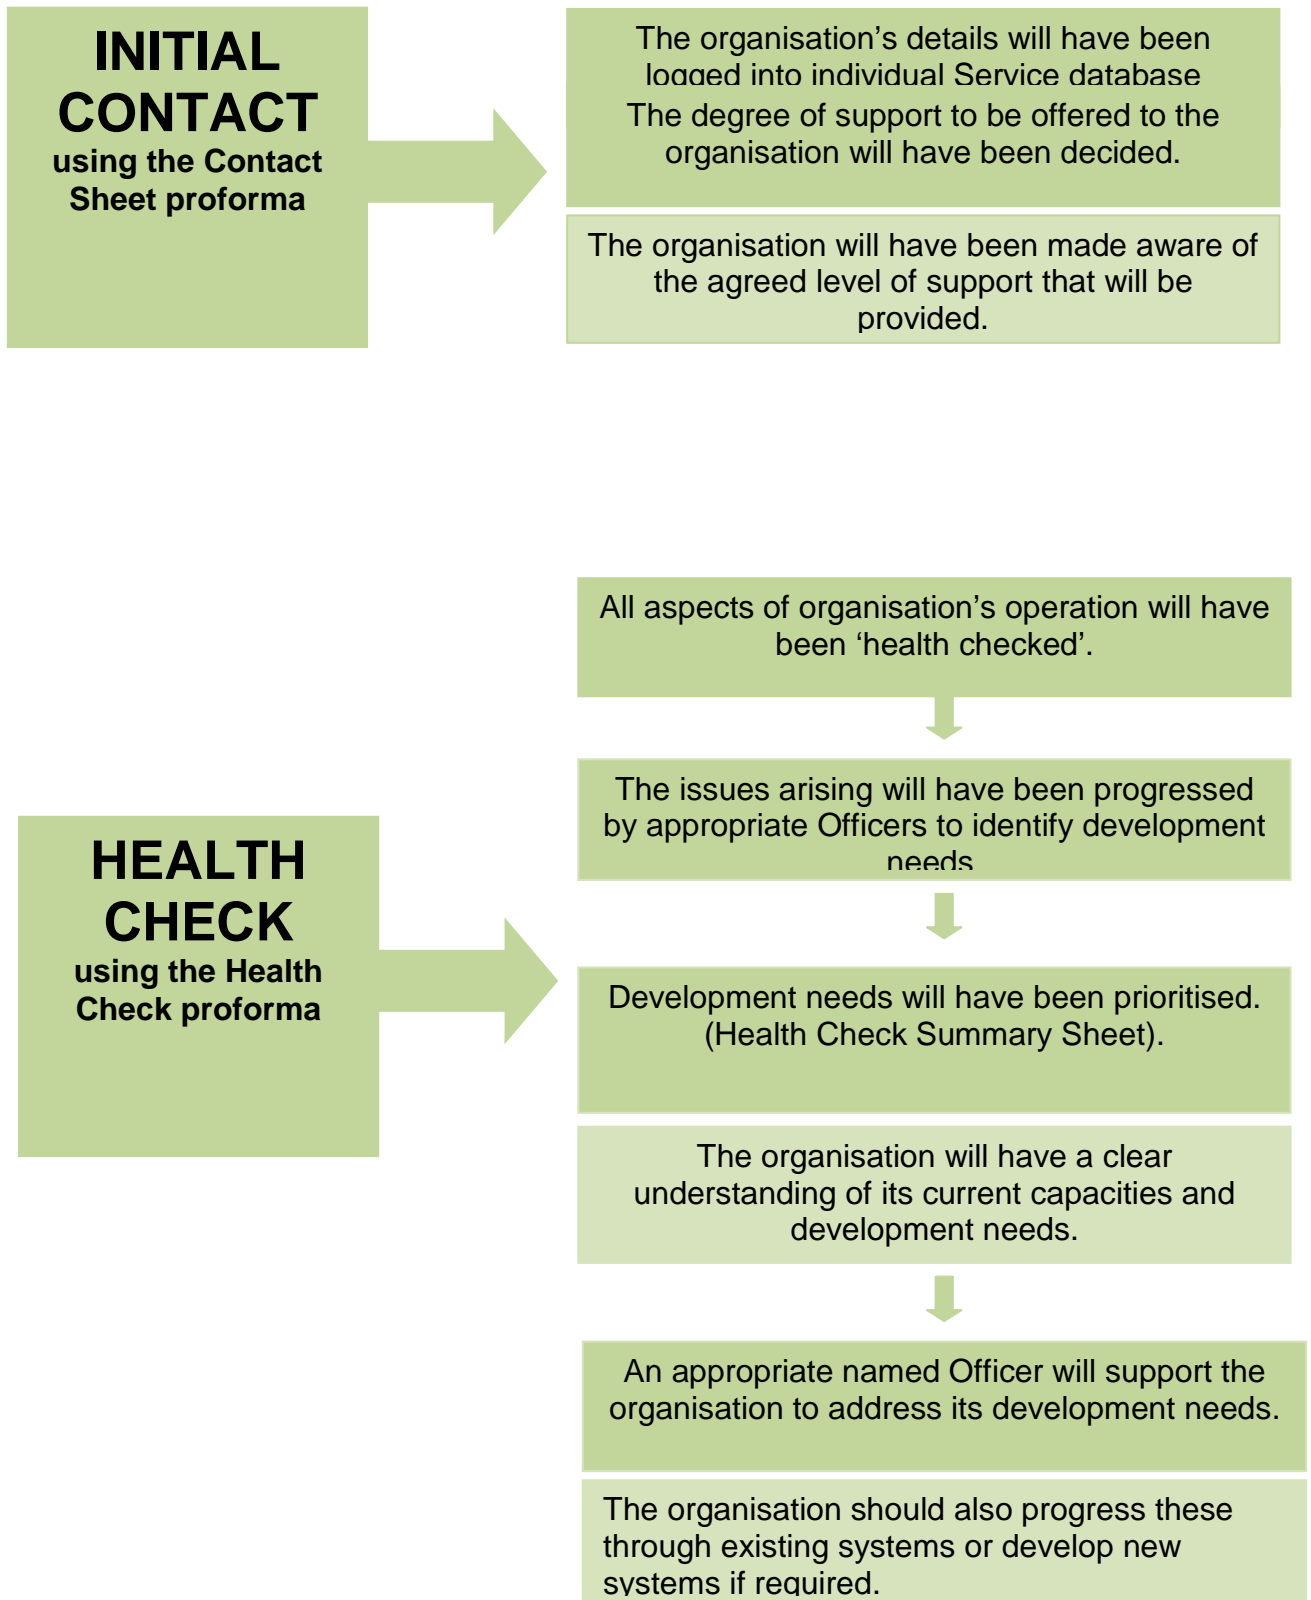 INITIAL
CONTACT
using the Contact
Sheet proforma
The organisation’s details will have been
logged into individual Service database
The degree of support to be offered to the
organisation will have been decided.
The organisation will have been made aware of
the agreed level of support that will be
provided.
All aspects of organisation’s operation will have
been ‘health checked’.
The issues arising will have been progressed
by appropriate Officers to identify development
needs
HEALTH
CHECK
using the Health
Check proforma
Development needs will have been prioritised.
(Health Check Summary Sheet).
The organisation will have a clear
understanding of its current capacities and
development needs.
An appropriate named Officer will support the
organisation to address its development needs.
The organisation should also progress these
through existing systems or develop new
systems if required.